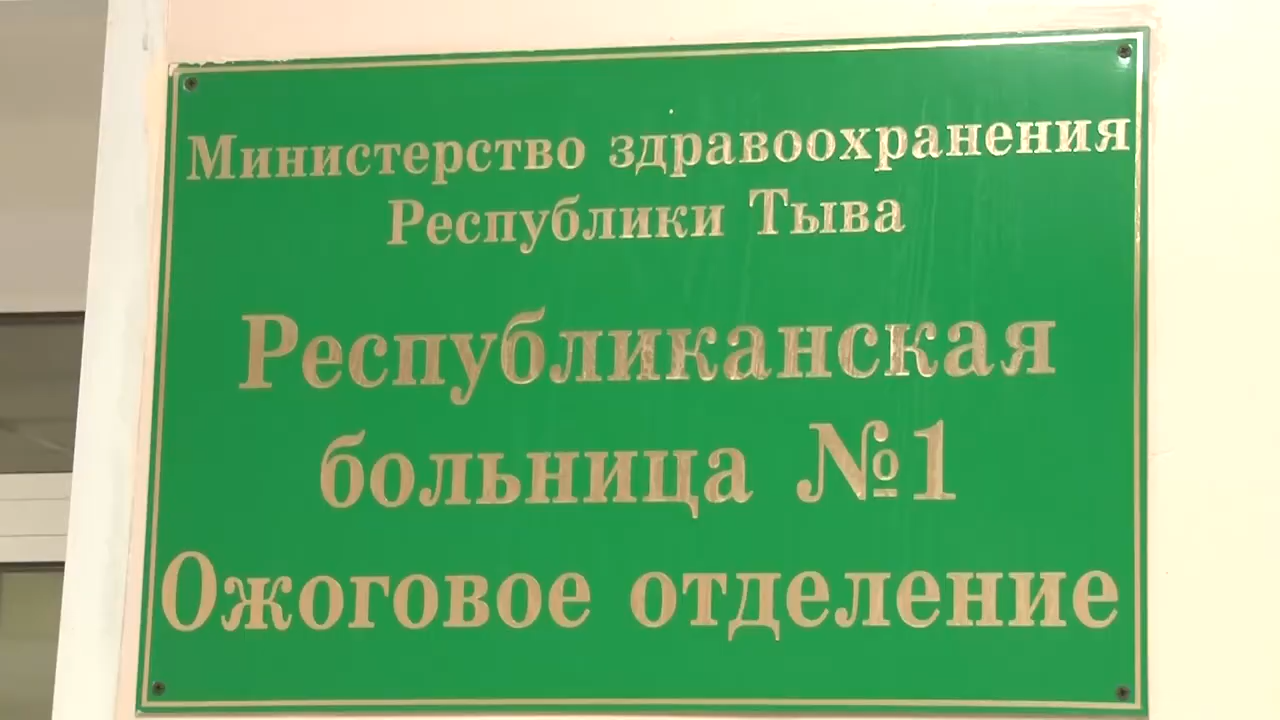 Министерство здравоохранения
Республики Тыва
Республиканская
больница №1
Ожоговое отделение